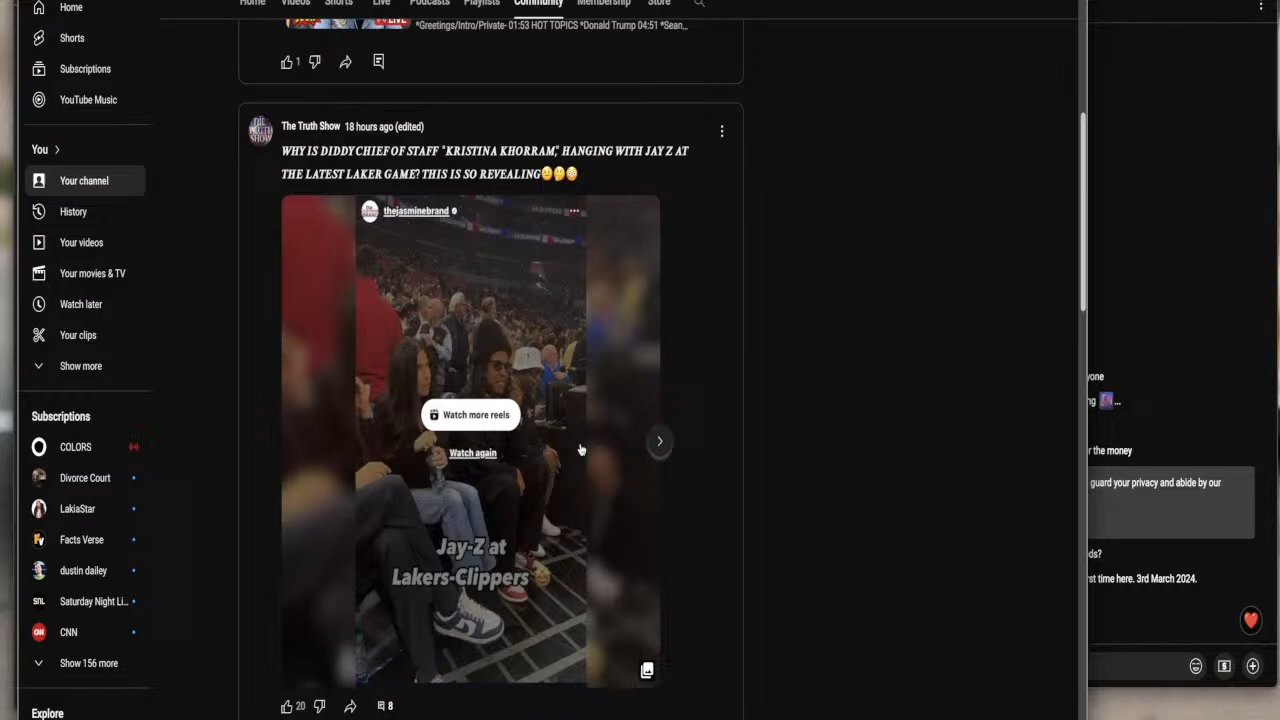 Home
Videos
Shorts
Live
Podcasts
Playlists
Community
Membership
Store
Home
Shorts
Subscriptions
YouTube Music
You
Your channel
History
Your videos
Your movies & TV
Watch later
Your clips
Show more
Subscriptions
COLORS
Divorce Court
LakiaStar
Facts Verse
dustin dailey
Saturday Night Li...
CNN
Show 156 more
Explore
LIVE
*Greetings/Intro/Private- 01:53 HOT TOPICS *Donald Trump 04:51 *Sean...
1
The Truth Show 18 hours ago (edited)
WHY IS DIDDY CHIEF OF STAFF "KRISTINA KHORRAM," HANGING WITH JAY Z AT
THE LATEST LAKER GAME? THIS IS SO REVEALING🤨🤔😳
thejasminebrand
Watch more reels
Watch again
Jay-Z at
Lakers-Clippers
20
8
yone
ng
...
r the money
guard your privacy and abide by our
ds?
rst time here. 3rd March 2024.